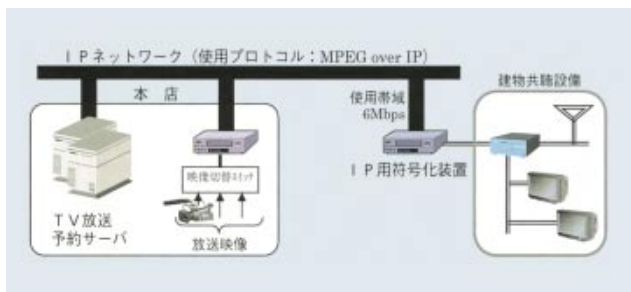 IPネットワーク（使用プロトコル：MPEG over IP）
本 店
使用帯域
6Mbps
建物共聴設備
IP用符号化装置
映像切替スイッチ
TV放送
予約サーバ
放送映像